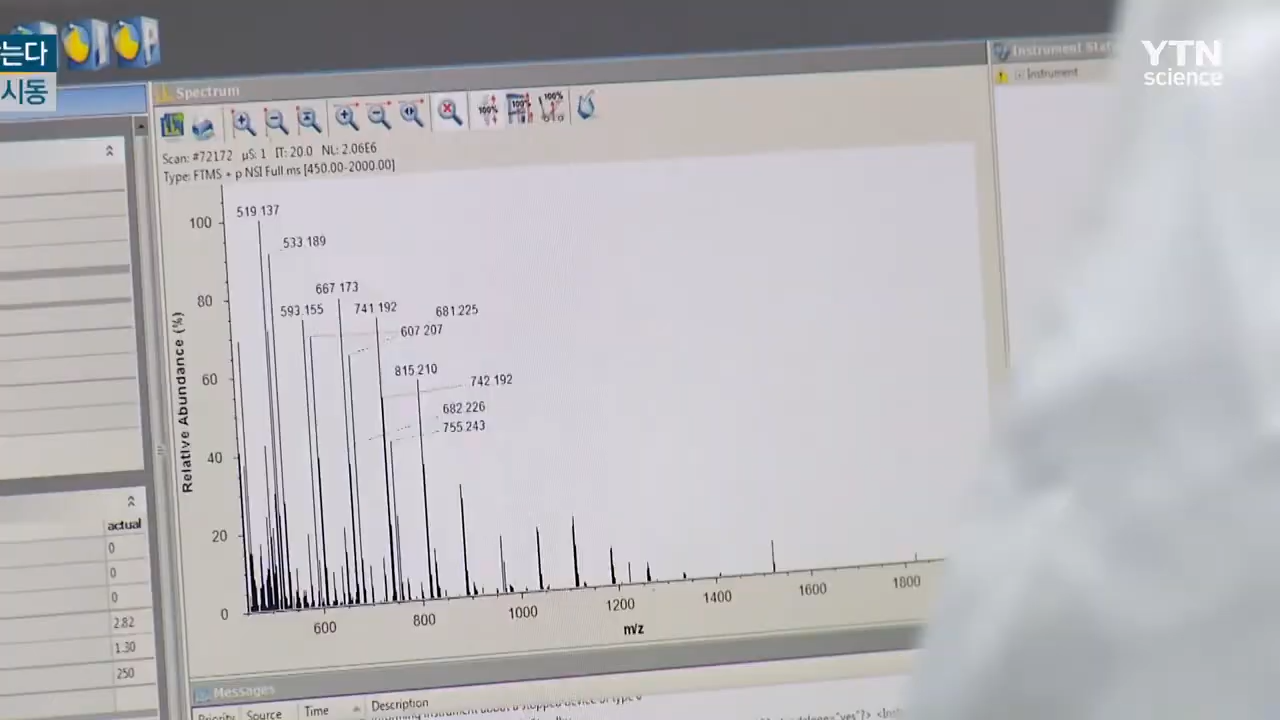 는다
시동
YTN
science
Spectrum
Instrument
Scan: #72172 µS: 1 IT: 20.0 NL: 2.06E6
Type: FTMS + p NSI Full ms [450.00-2000.00]
100% 100% 100%
519.137
533.189
667.173
593.155
741.192
681.225
607.207
815.210
742.192
682.226
755.243
Relative Abundance (%)
100
80
60
40
20
0
600
800
1000
1200
1400
1600
1800
m/z
Instrument
actual
0
0
0
2.82
1.30
250
Messages
Priority Source Time Description